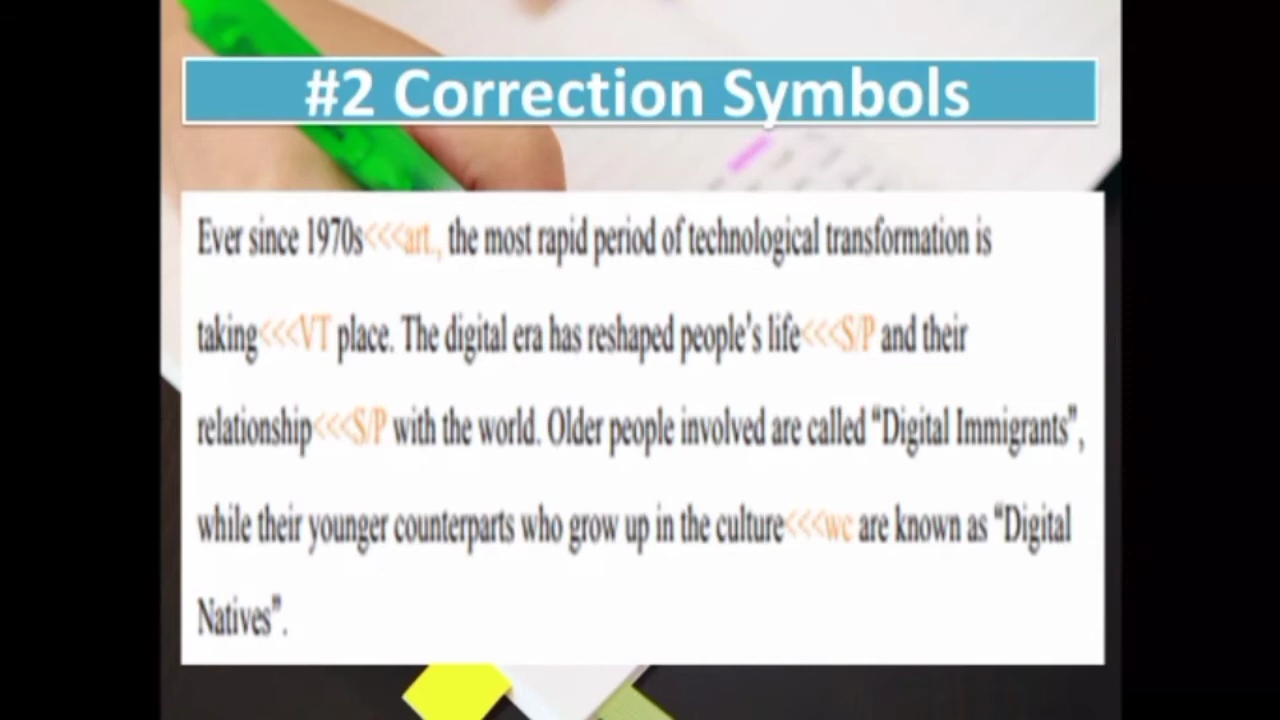 #2 Correction Symbols
Ever since 1970s<<<art., the most rapid period of technological transformation is
taking<<<VT place. The digital era has reshaped people's life<<<S/P and their
relationship<<<S/P with the world. Older people involved are called “Digital Immigrants”,
while their younger counterparts who grow up in the culture<<<wc are known as “Digital
Natives”.